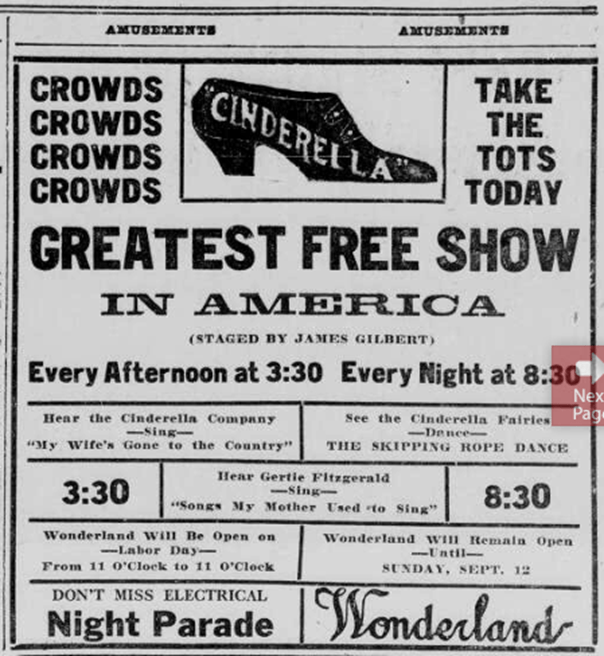 AMUSEMENTS AMUSEMENTS
CROWDS
CROWDS
CROWDS
CROWDS
"CINDERELLA"
TAKE
THE
TOTS
TODAY
GREATEST FREE SHOW
IN AMERICA
(STAGED BY JAMES GILBERT)
Every Afternoon at 3:30 Every Night at 8:30
Hear the Cinderella Company
—Sing—
"My Wife's Gone to the Country"
See the Cinderella Fairies
—Dance—
THE SKIPPING ROPE DANCE
3:30
Hear Gertie Fitzgerald
—Sing—
"Songs My Mother Used to Sing"
8:30
Wonderland Will Be Open on
—Labor Day—
From 11 O'Clock to 11 O'Clock
Wonderland Will Remain Open
—Until—
SUNDAY, SEPT. 12
DON'T MISS ELECTRICAL
Night Parade
Wonderland
Nex
Page